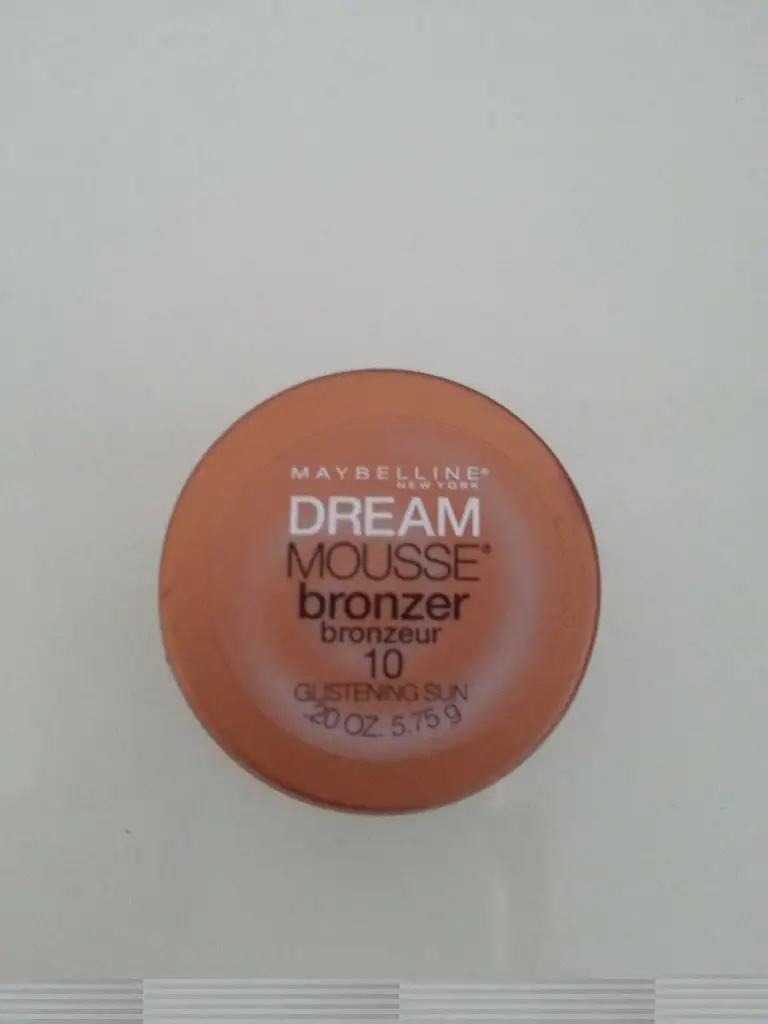 MAYBELLINE®
NEW YORK
DREAM
MOUSSE®
bronzer
bronzeur
10
GLISTENING SUN
.20 OZ. 5.75 g